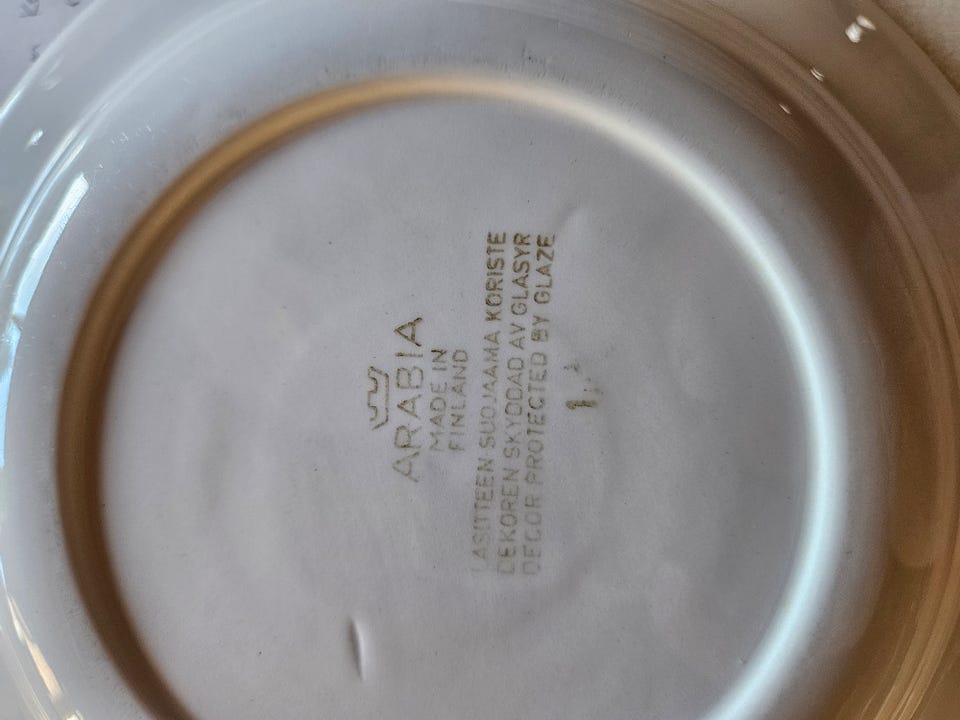 ARABIA
MADE IN
FINLAND
LASITTEEN SUOJAAMA KORISTE
DEKOREN SKYDDAD AV GLASYR
DECOR PROTECTED BY GLAZE